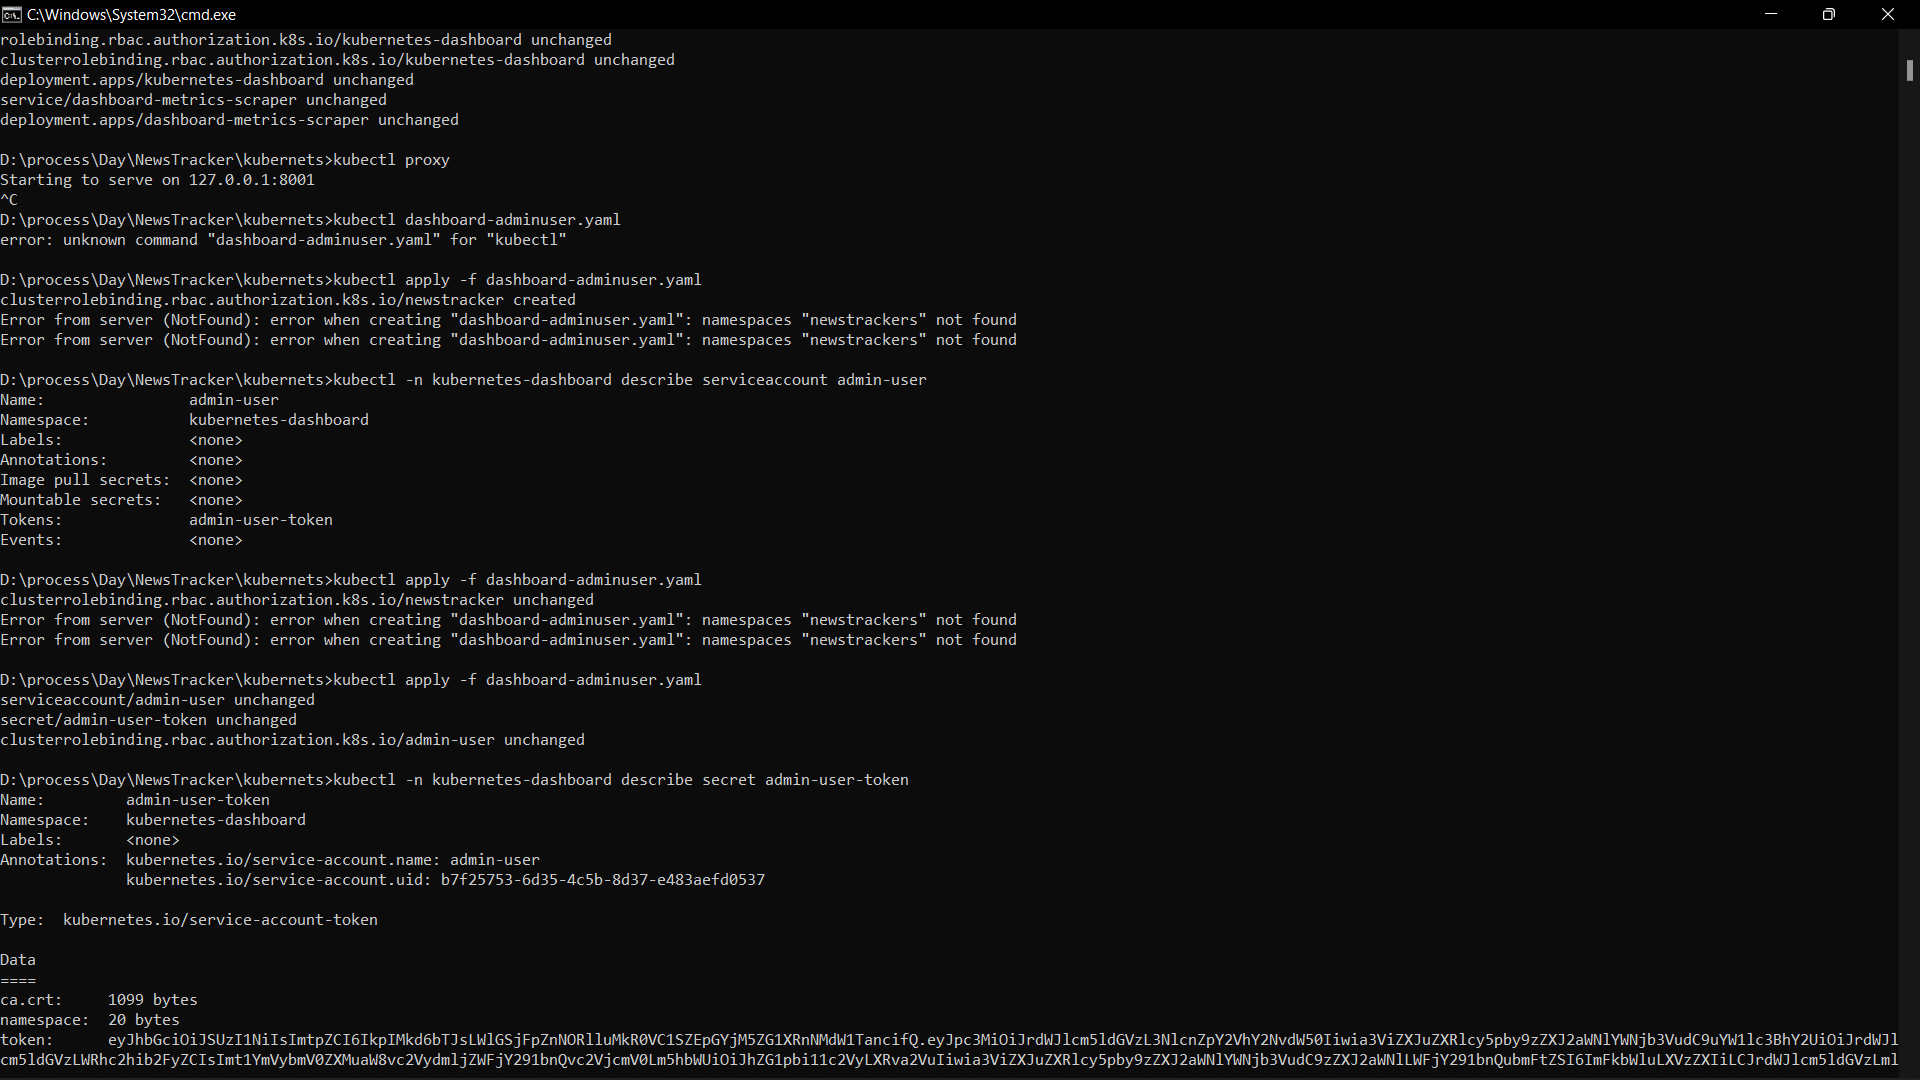 C:\Windows\System32\cmd.exe
rolebinding.rbac.authorization.k8s.io/kubernetes-dashboard unchanged
clusterrolebinding.rbac.authorization.k8s.io/kubernetes-dashboard unchanged
deployment.apps/kubernetes-dashboard unchanged
service/dashboard-metrics-scraper unchanged
deployment.apps/dashboard-metrics-scraper unchanged
D:\process\Day\NewsTracker\kubernets>kubectl proxy
Starting to serve on 127.0.0.1:8001
^C
D:\process\Day\NewsTracker\kubernets>kubectl dashboard-adminuser.yaml
error: unknown command "dashboard-adminuser.yaml" for "kubectl"
D:\process\Day\NewsTracker\kubernets>kubectl apply -f dashboard-adminuser.yaml
clusterrolebinding.rbac.authorization.k8s.io/newstracker created
Error from server (NotFound): error when creating "dashboard-adminuser.yaml": namespaces "newstrackers" not found
Error from server (NotFound): error when creating "dashboard-adminuser.yaml": namespaces "newstrackers" not found
D:\process\Day\NewsTracker\kubernets>kubectl -n kubernetes-dashboard describe serviceaccount admin-user
Name: admin-user
Namespace: kubernetes-dashboard
Labels: <none>
Annotations: <none>
Image pull secrets: <none>
Mountable secrets: <none>
Tokens: admin-user-token
Events: <none>
D:\process\Day\NewsTracker\kubernets>kubectl apply -f dashboard-adminuser.yaml
clusterrolebinding.rbac.authorization.k8s.io/newstracker unchanged
Error from server (NotFound): error when creating "dashboard-adminuser.yaml": namespaces "newstrackers" not found
Error from server (NotFound): error when creating "dashboard-adminuser.yaml": namespaces "newstrackers" not found
D:\process\Day\NewsTracker\kubernets>kubectl apply -f dashboard-adminuser.yaml
serviceaccount/admin-user unchanged
secret/admin-user-token unchanged
clusterrolebinding.rbac.authorization.k8s.io/admin-user unchanged
D:\process\Day\NewsTracker\kubernets>kubectl -n kubernetes-dashboard describe secret admin-user-token
Name: admin-user-token
Namespace: kubernetes-dashboard
Labels: <none>
Annotations: kubernetes.io/service-account.name: admin-user
kubernetes.io/service-account.uid: b7f25753-6d35-4c5b-8d37-e483aefd0537
Type: kubernetes.io/service-account-token
Data
====
ca.crt: 1099 bytes
namespace: 20 bytes
token: